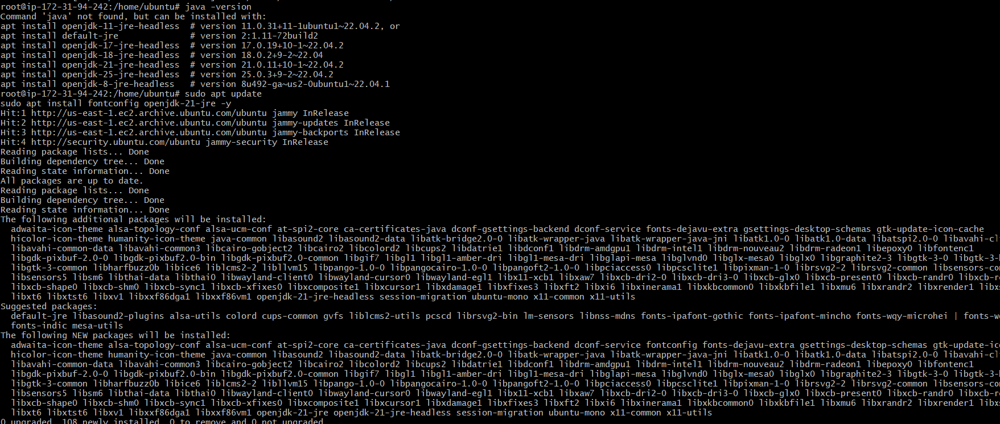 root@ip-172-31-94-242:/home/ubuntu# java -version
Command 'java' not found, but can be installed with:
apt install openjdk-11-jre-headless  # version 11.0.31+11-1ubuntu1~22.04.2, or
apt install default-jre              # version 2:1.11-72build2
apt install openjdk-17-jre-headless  # version 17.0.19+10-1~22.04.2
apt install openjdk-18-jre-headless  # version 18.0.2+9-2~22.04
apt install openjdk-21-jre-headless  # version 21.0.11+10-1~22.04.2
apt install openjdk-25-jre-headless  # version 25.0.3+9-2~22.04.2
apt install openjdk-8-jre-headless   # version 8u492-ga~us2-0ubuntu1~22.04.1
root@ip-172-31-94-242:/home/ubuntu# sudo apt update
sudo apt install fontconfig openjdk-21-jre -y
Hit:1 http://us-east-1.ec2.archive.ubuntu.com/ubuntu jammy InRelease
Hit:2 http://us-east-1.ec2.archive.ubuntu.com/ubuntu jammy-updates InRelease
Hit:3 http://us-east-1.ec2.archive.ubuntu.com/ubuntu jammy-backports InRelease
Hit:4 http://security.ubuntu.com/ubuntu jammy-security InRelease
Reading package lists... Done
Building dependency tree... Done
Reading state information... Done
All packages are up to date.
Reading package lists... Done
Building dependency tree... Done
Reading state information... Done
The following additional packages will be installed:
  adwaita-icon-theme alsa-topology-conf alsa-ucm-conf at-spi2-core ca-certificates-java dconf-gsettings-backend dconf-service fonts-dejavu-extra gsettings-desktop-schemas gtk-update-icon-cache
  hicolor-icon-theme humanity-icon-theme java-common libasound2 libasound2-data libatk-bridge2.0-0 libatk-wrapper-java libatk-wrapper-java-jni libatk1.0-0 libatk1.0-data libatspi2.0-0 libavahi-cl
  libavahi-common-data libavahi-common3 libcairo-gobject2 libcairo2 libcolord2 libcups2 libdatrie1 libdconf1 libdrm-amdgpu1 libdrm-intel1 libdrm-nouveau2 libdrm-radeon1 libepoxy0 libfontenc1
  libgdk-pixbuf-2.0-0 libgdk-pixbuf2.0-bin libgdk-pixbuf2.0-common libgif7 libgl1 libgl1-amber-dri libgl1-mesa-dri libglapi-mesa libglvnd0 libglx-mesa0 libglx0 libgraphite2-3 libgtk-3-0 libgtk-3-
  libgtk-3-common libharfbuzz0b libice6 liblcms2-2 libllvm15 libpango-1.0-0 libpangocairo-1.0-0 libpangoft2-1.0-0 libpciaccess0 libpcsclite1 libpixman-1-0 librsvg2-2 librsvg2-common libsensors-co
  libsensors5 libsm6 libthai-data libthai0 libwayland-client0 libwayland-cursor0 libwayland-egl1 libx11-xcb1 libxaw7 libxcb-dri2-0 libxcb-dri3-0 libxcb-glx0 libxcb-present0 libxcb-randr0 libxcb-r
  libxcb-shape0 libxcb-shm0 libxcb-sync1 libxcb-xfixes0 libxcomposite1 libxcursor1 libxdamage1 libxfixes3 libxft2 libxi6 libxinerama1 libxkbcommon0 libxkbfile1 libxmu6 libxrandr2 libxrender1 libxs
  libxt6 libxtst6 libxv1 libxxf86dga1 libxxf86vm1 openjdk-21-jre-headless session-migration ubuntu-mono x11-common x11-utils
Suggested packages:
  default-jre libasound2-plugins alsa-utils colord cups-common gvfs liblcms2-utils pcscd librsvg2-bin lm-sensors libnss-mdns fonts-ipafont-gothic fonts-ipafont-mincho fonts-wqy-microhei | fonts-w
  fonts-indic mesa-utils
The following NEW packages will be installed:
  adwaita-icon-theme alsa-topology-conf alsa-ucm-conf at-spi2-core ca-certificates-java dconf-gsettings-backend dconf-service fontconfig fonts-dejavu-extra gsettings-desktop-schemas gtk-update-ic
  hicolor-icon-theme humanity-icon-theme java-common libasound2 libasound2-data libatk-bridge2.0-0 libatk-wrapper-java libatk-wrapper-java-jni libatk1.0-0 libatk1.0-data libatspi2.0-0 libavahi-cl
  libavahi-common-data libavahi-common3 libcairo-gobject2 libcairo2 libcolord2 libcups2 libdatrie1 libdconf1 libdrm-amdgpu1 libdrm-intel1 libdrm-nouveau2 libdrm-radeon1 libepoxy0 libfontenc1
  libgdk-pixbuf-2.0-0 libgdk-pixbuf2.0-bin libgdk-pixbuf2.0-common libgif7 libgl1 libgl1-amber-dri libgl1-mesa-dri libglapi-mesa libglvnd0 libglx-mesa0 libglx0 libgraphite2-3 libgtk-3-0 libgtk-3-
  libgtk-3-common libharfbuzz0b libice6 liblcms2-2 libllvm15 libpango-1.0-0 libpangocairo-1.0-0 libpangoft2-1.0-0 libpciaccess0 libpcsclite1 libpixman-1-0 librsvg2-2 librsvg2-common libsensors-co
  libsensors5 libsm6 libthai-data libthai0 libwayland-client0 libwayland-cursor0 libwayland-egl1 libx11-xcb1 libxaw7 libxcb-dri2-0 libxcb-dri3-0 libxcb-glx0 libxcb-present0 libxcb-randr0 libxcb-r
  libxcb-shape0 libxcb-shm0 libxcb-sync1 libxcb-xfixes0 libxcomposite1 libxcursor1 libxdamage1 libxfixes3 libxft2 libxi6 libxinerama1 libxkbcommon0 libxkbfile1 libxmu6 libxrandr2 libxrender1 libxs
  libxt6 libxtst6 libxv1 libxxf86dga1 libxxf86vm1 openjdk-21-jre openjdk-21-jre-headless session-migration ubuntu-mono x11-common x11-utils
0 upgraded, 108 newly installed, 0 to remove and 0 not upgraded